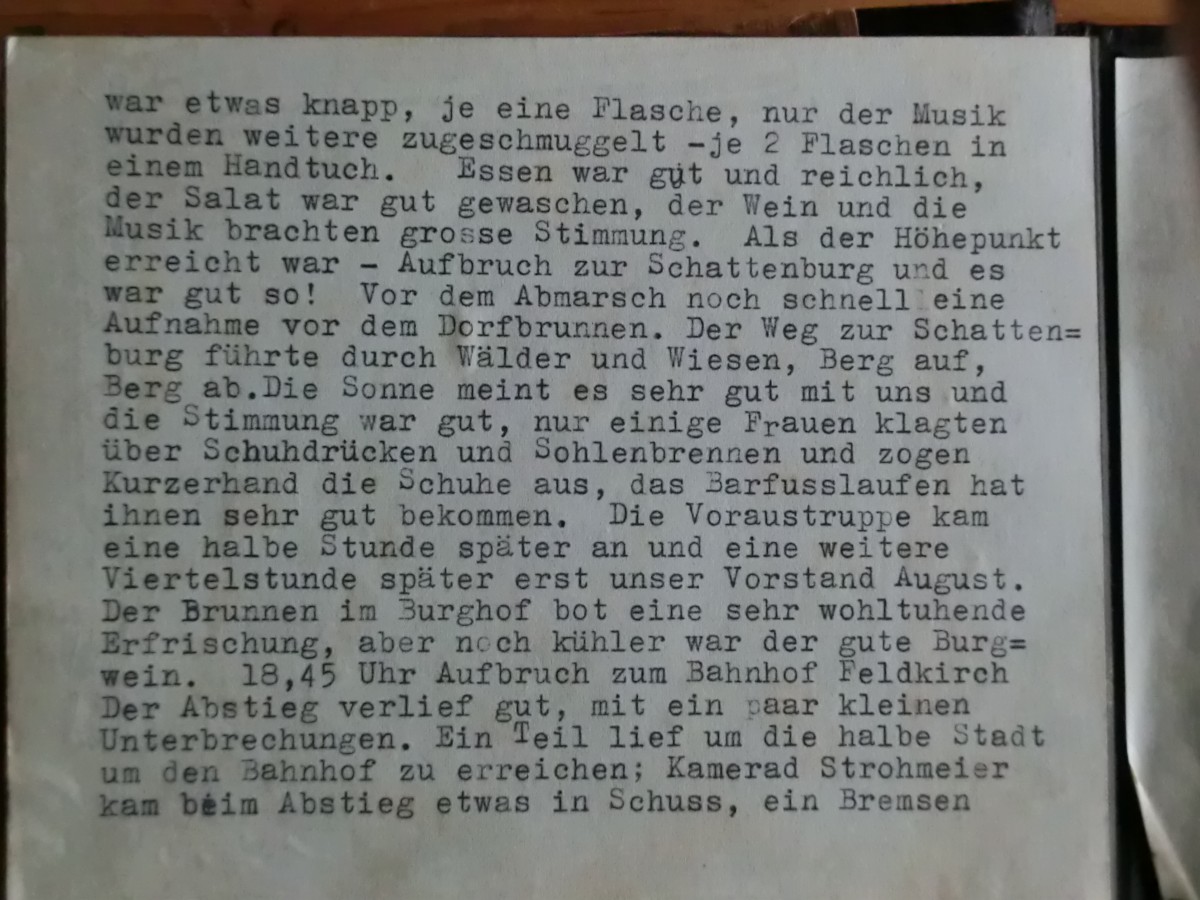 war etwas knapp, je eine Flasche, nur der Musik
wurden weitere zugeschmuggelt -je 2 Flaschen in
einem Handtuch. Essen war gut und reichlich,
der Salat war gut gewaschen, der Wein und die
Musik brachten grosse Stimmung. Als der Höhepunkt
erreicht war - Aufbruch zur Schattenburg und es
war gut so! Vor dem Abmarsch noch schnell eine
Aufnahme vor dem Dorfbrunnen. Der Weg zur Schatten=
burg führte durch Wälder und Wiesen, Berg auf,
Berg ab.Die Sonne meint es sehr gut mit uns und
die Stimmung war gut, nur einige Frauen klagten
über Schuhdrücken und Sohlenbrennen und zogen
Kurzerhand die Schuhe aus, das Barfusslaufen hat
ihnen sehr gut bekommen. Die Voraustruppe kam
eine halbe Stunde später an und eine weitere
Viertelstunde später erst unser Vorstand August.
Der Brunnen im Burghof bot eine sehr wohltuhende
Erfrischung, aber noch kühler war der gute Burg=
wein. 18,45 Uhr Aufbruch zum Bahnhof Feldkirch
Der Abstieg verlief gut, mit ein paar kleinen
Unterbrechungen. Ein Teil lief um die halbe Stadt
um den Bahnhof zu erreichen; Kamerad Strohmeier
kam beim Abstieg etwas in Schuss, ein Bremsen